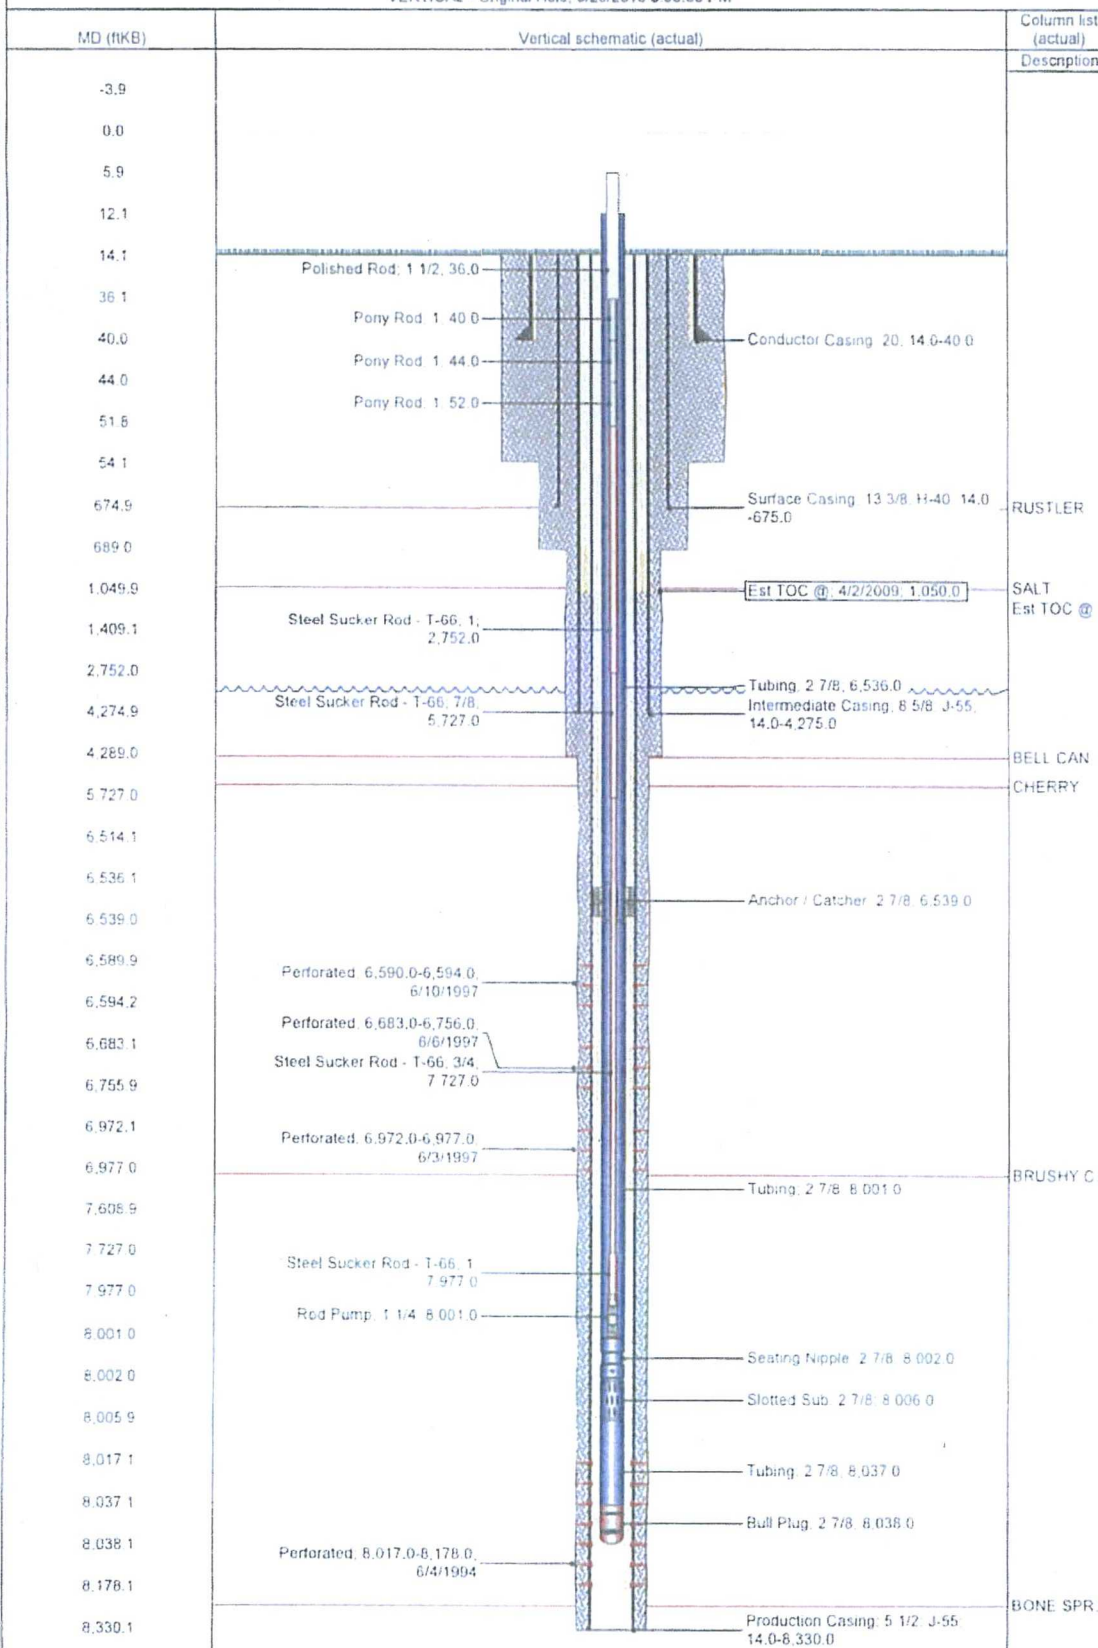 MD (ftKB)
Vertical schematic (actual)
Column list
(actual)
Description
-3.9
0.0
5.9
12.1
14.1
36.1
40.0
44.0
51.8
54.1
674.9
689.0
1,049.9
1,409.1
2,752.0
4,274.9
4,289.0
5,727.0
6,514.1
6,536.1
6,539.0
6,589.9
6,594.2
6,683.1
6,755.9
6,972.1
6,977.0
7,608.9
7,727.0
7,977.0
8,001.0
8,002.0
8,005.9
8,017.1
8,037.1
8,038.1
8,178.1
8,330.1
Polished Rod; 1 1/2, 36.0
Pony Rod, 1, 40.0
Pony Rod, 1, 44.0
Pony Rod, 1, 52.0
Steel Sucker Rod - T-66, 1;
2,752.0
Steel Sucker Rod - T-66, 7/8,
5,727.0
Perforated, 6,590.0-6,594.0,
6/10/1997
Perforated, 6,683.0-6,756.0,
6/6/1997
Steel Sucker Rod - T-66, 3/4,
7,727.0
Perforated, 6,972.0-6,977.0,
6/3/1997
Steel Sucker Rod - T-66, 1
7,977.0
Rod Pump, 1 1/4, 8,001.0
Perforated, 8,017.0-8,178.0,
6/4/1994
Conductor Casing, 20, 14.0-40.0
Surface Casing, 13 3/8, H-40, 14.0
-675.0
Est TOC @, 4/2/2009, 1,050.0
Tubing, 2 7/8, 6,536.0
Intermediate Casing, 8 5/8, J-55,
14.0-4,275.0
Anchor / Catcher, 2 7/8, 6,539.0
Tubing, 2 7/8, 8,001.0
Seating Nipple, 2 7/8, 8,002.0
Slotted Sub, 2 7/8, 8,006.0
Tubing, 2 7/8, 8,037.0
Bull Plug, 2 7/8, 8,038.0
Production Casing; 5 1/2, J-55,
14.0-8,330.0
RUSTLER
SALT
Est TOC @
BELL CAN
CHERRY
BRUSHY C
BONE SPR.